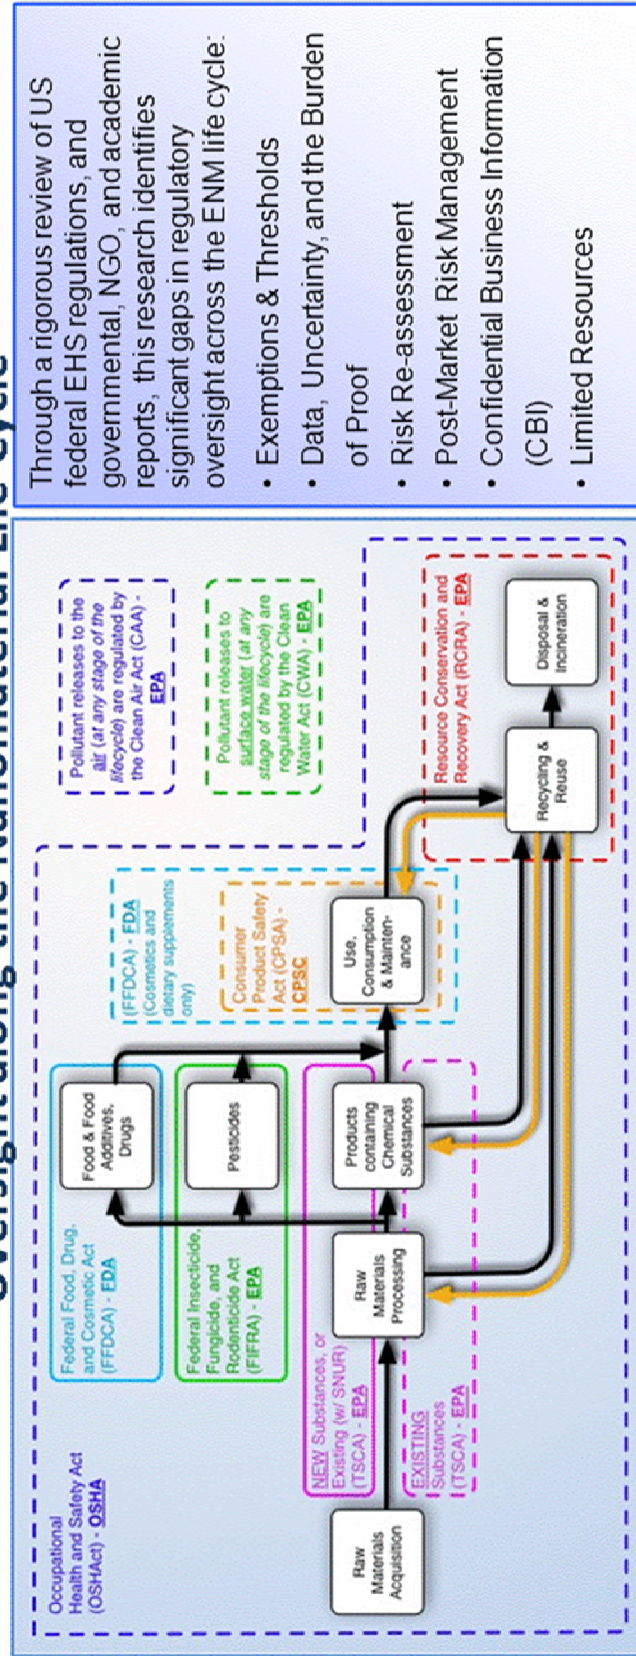 Oversight along the Nanomaterial Life Cycle
Occupational
Health and Safety Act
(OSHAct) - OSHA
Federal Food, Drug,
and Cosmetic Act
(FFDCA) - FDA
Food & Food
Additives,
Drugs
Federal Insecticide,
Fungicide, and
Rodenticide Act
(FIFRA) - EPA
Pesticides
NEW Substances, or
Existing (w/ SNUR)
(TSCA) - EPA
EXISTING
Substances
(TSCA) - EPA
Raw
Materials
Acquisition
Raw
Materials
Processing
Products
containing
Chemical
Substances
(FFDCA) - FDA
(Cosmetics and
dietary supplements
only)
Consumer
Product Safety
Act (CPSA) -
CPSC
Use,
Consumption
& Mainten-
ance
Pollutant releases to the
air (at any stage of the
lifecycle) are regulated by
the Clean Air Act (CAA) -
EPA
Pollutant releases to
surface water (at any
stage of the lifecycle) are
regulated by the Clean
Water Act (CWA) - EPA
Resource Conservation and
Recovery Act (RCRA) - EPA
Recycling &
Reuse
Disposal &
Incineration
Through a rigorous review of US
federal EHS regulations, and
governmental, NGO, and academic
reports, this research identifies
significant gaps in regulatory
oversight across the ENM life cycle:
• Exemptions & Thresholds
• Data, Uncertainty, and the Burden
of Proof
• Risk Re-assessment
• Post-Market Risk Management
• Confidential Business Information
(CBI)
• Limited Resources